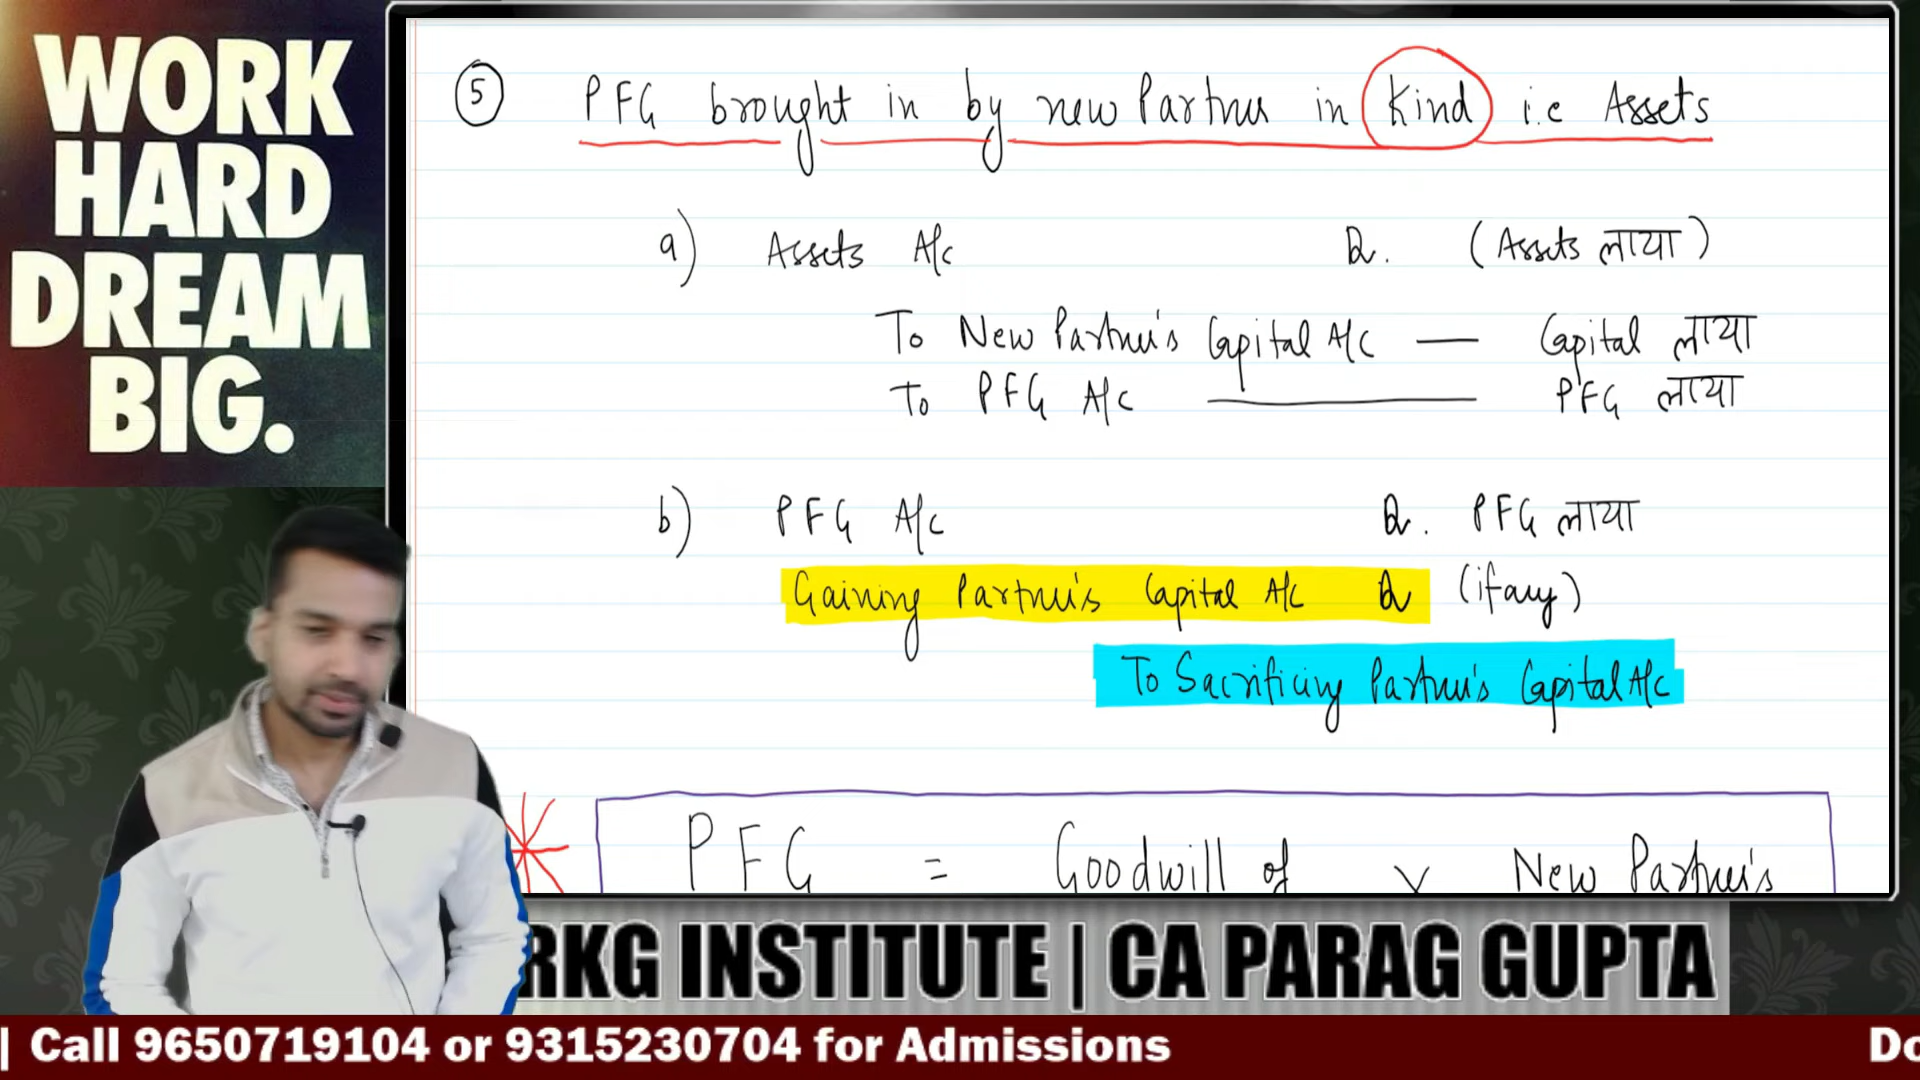 WORK
HARD
DREAM
BIG.
5 PFG brought in by new Partner in Kind i.e Assets
a) Assets A/c Dr. (Assets लाया)
To New Partner's Capital A/c — Capital लाया
To PFG A/c — PFG लाया
b) PFG A/c Dr. PFG लाया
Gaining Partner's Capital A/c Dr (if any)
To Sacrificing Partner's Capital A/c
PFG = Goodwill of × New Partner's
RKG INSTITUTE | CA PARAG GUPTA
| Call 9650719104 or 9315230704 for Admissions Do